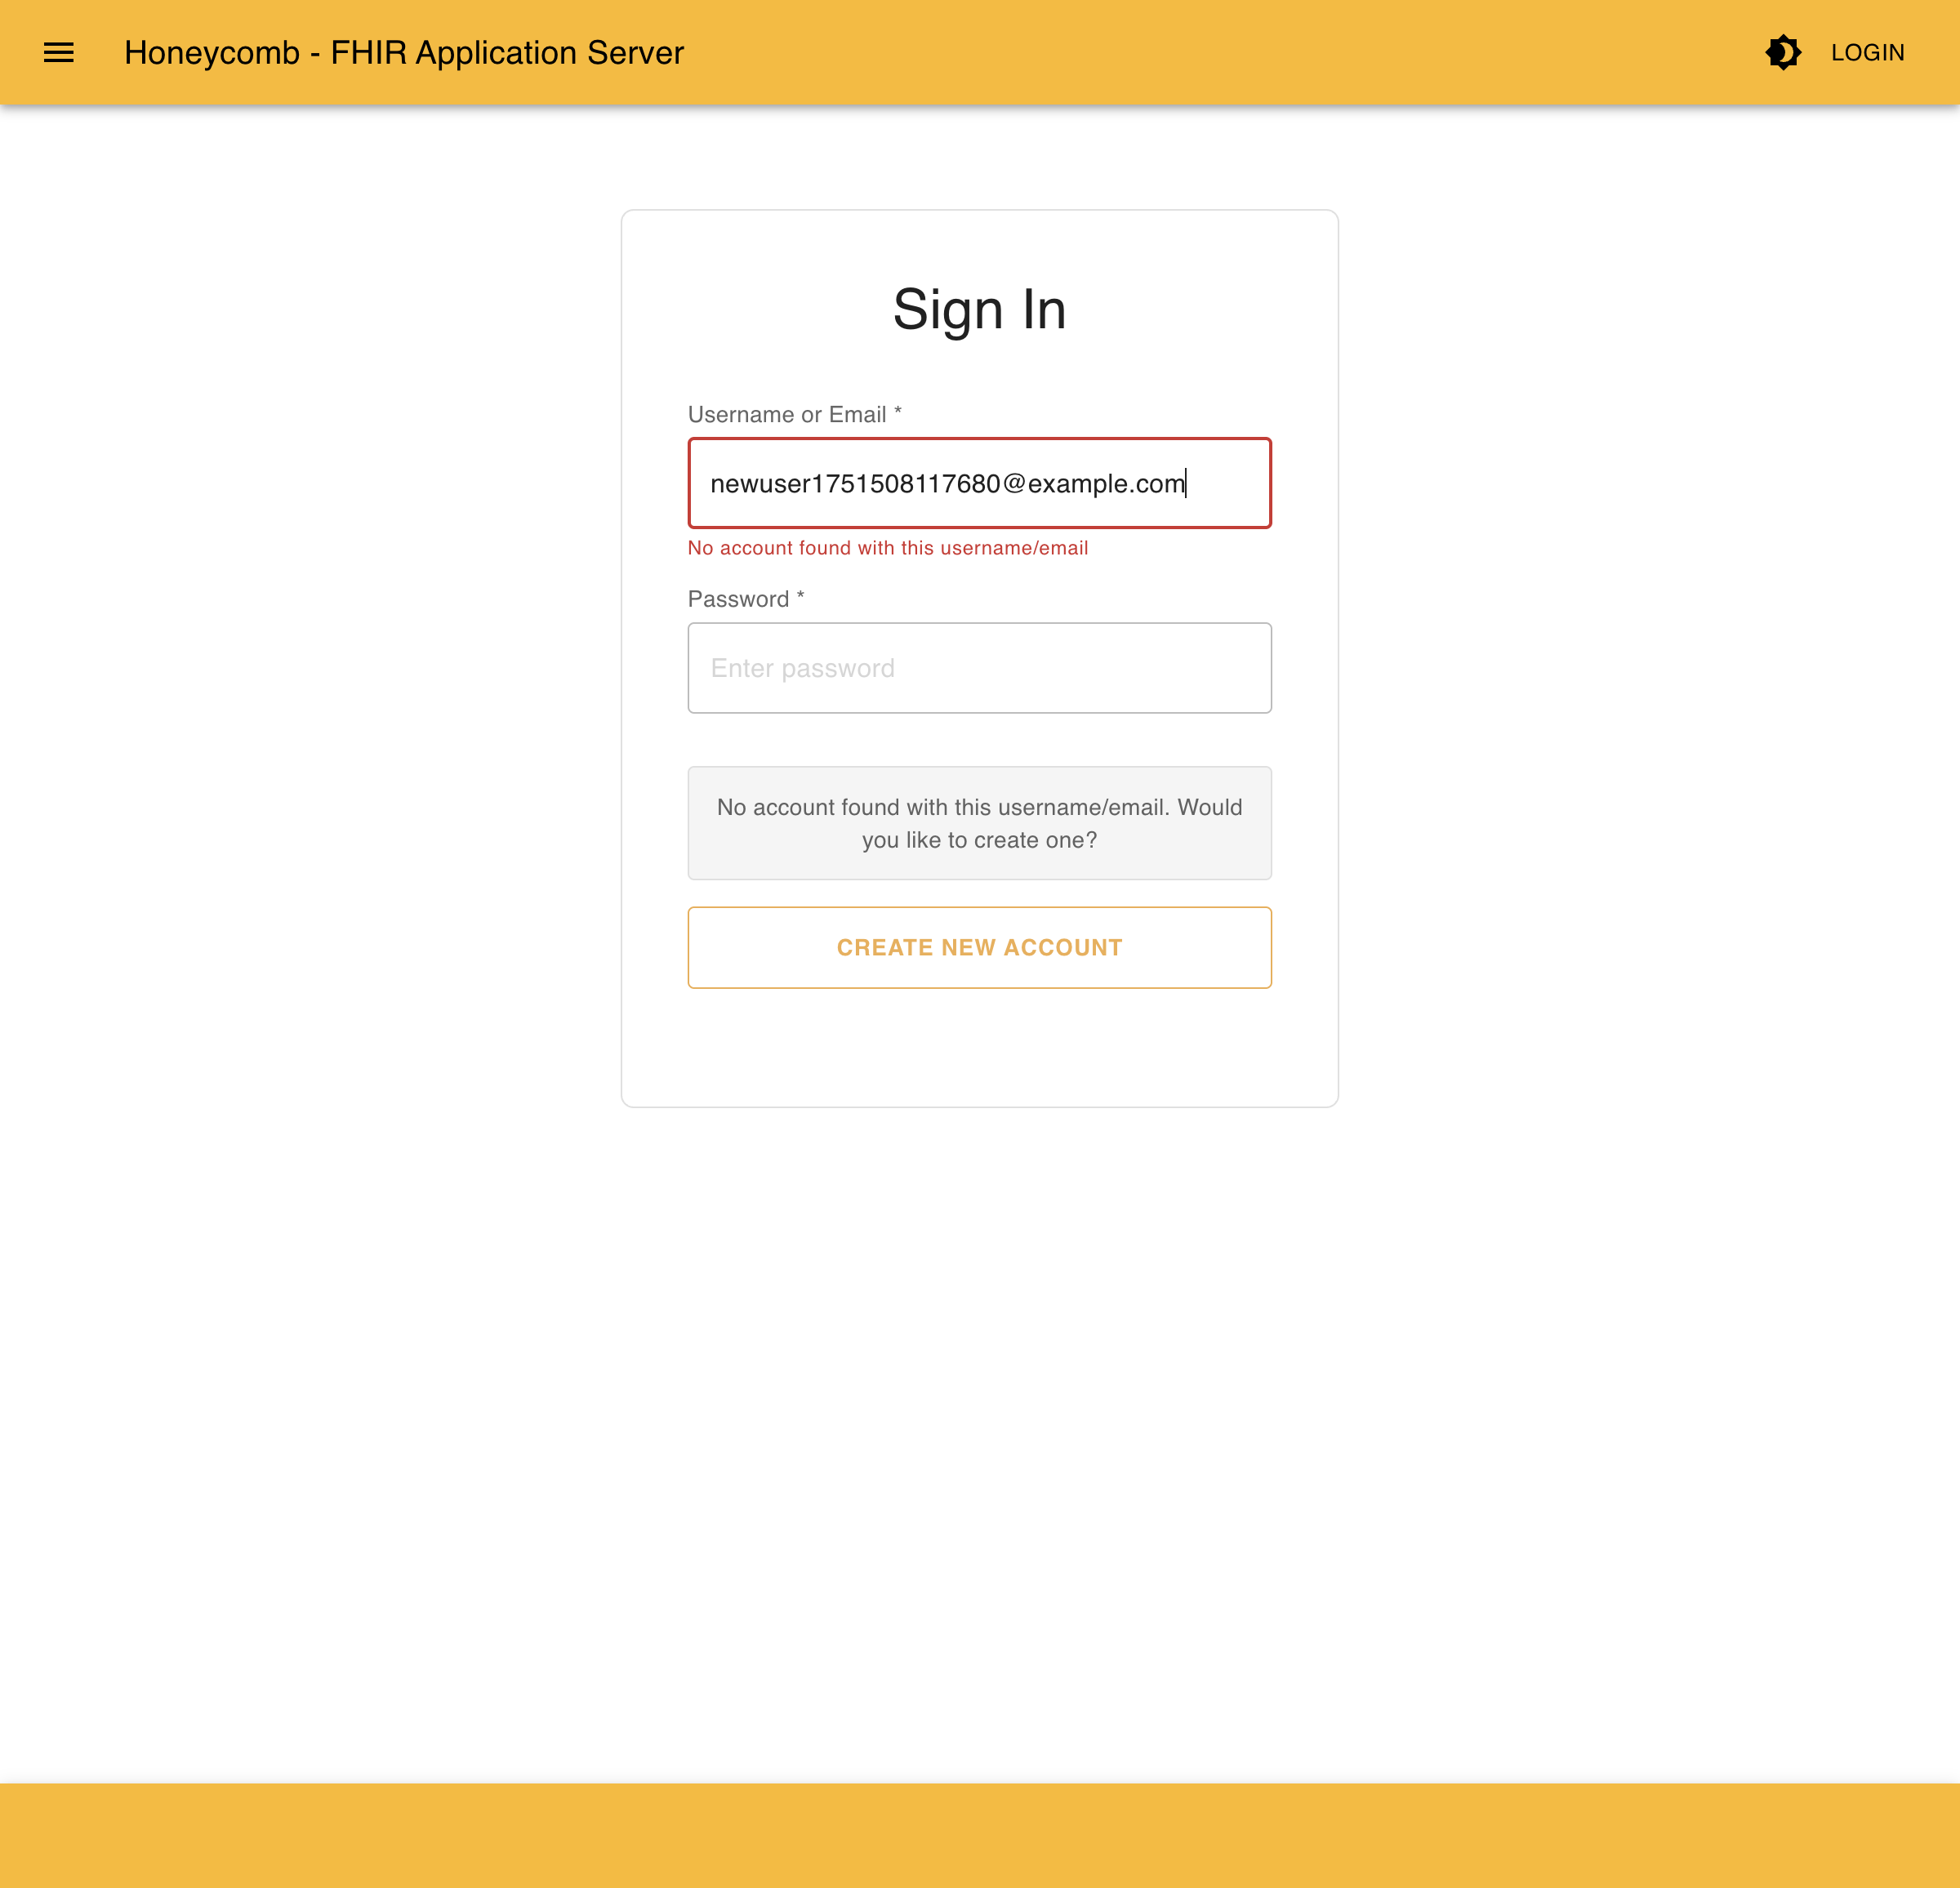 Honeycomb - FHIR Application Server
LOGIN
Sign In
Username or Email *
newuser1751508117680@example.com
No account found with this username/email
Password *
Enter password
No account found with this username/email. Would
you like to create one?
CREATE NEW ACCOUNT